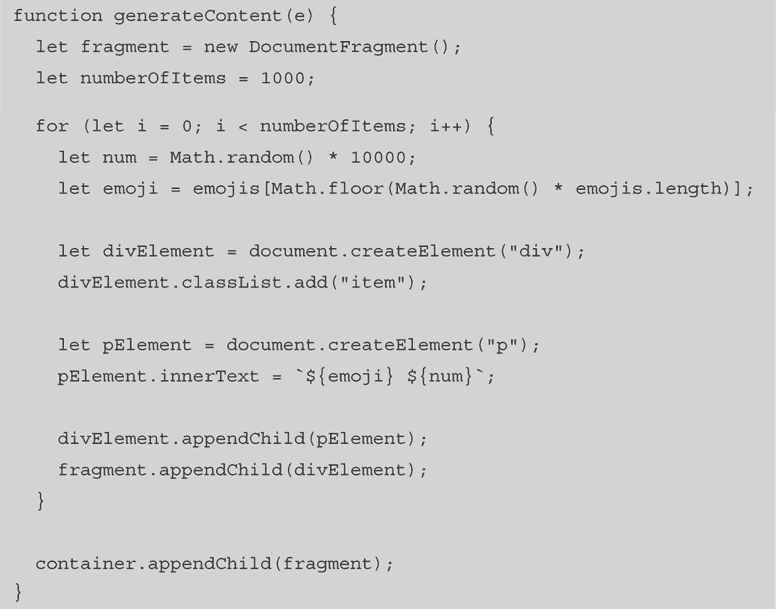 function generateContent(e) {
  let fragment = new DocumentFragment();
  let numberOfItems = 1000;

  for (let i = 0; i < numberOfItems; i++) {
    let num = Math.random() * 10000;
    let emoji = emojis[Math.floor(Math.random() * emojis.length)];

    let divElement = document.createElement("div");
    divElement.classList.add("item");

    let pElement = document.createElement("p");
    pElement.innerText = `${emoji} ${num}`;

    divElement.appendChild(pElement);
    fragment.appendChild(divElement);
  }

  container.appendChild(fragment);
}